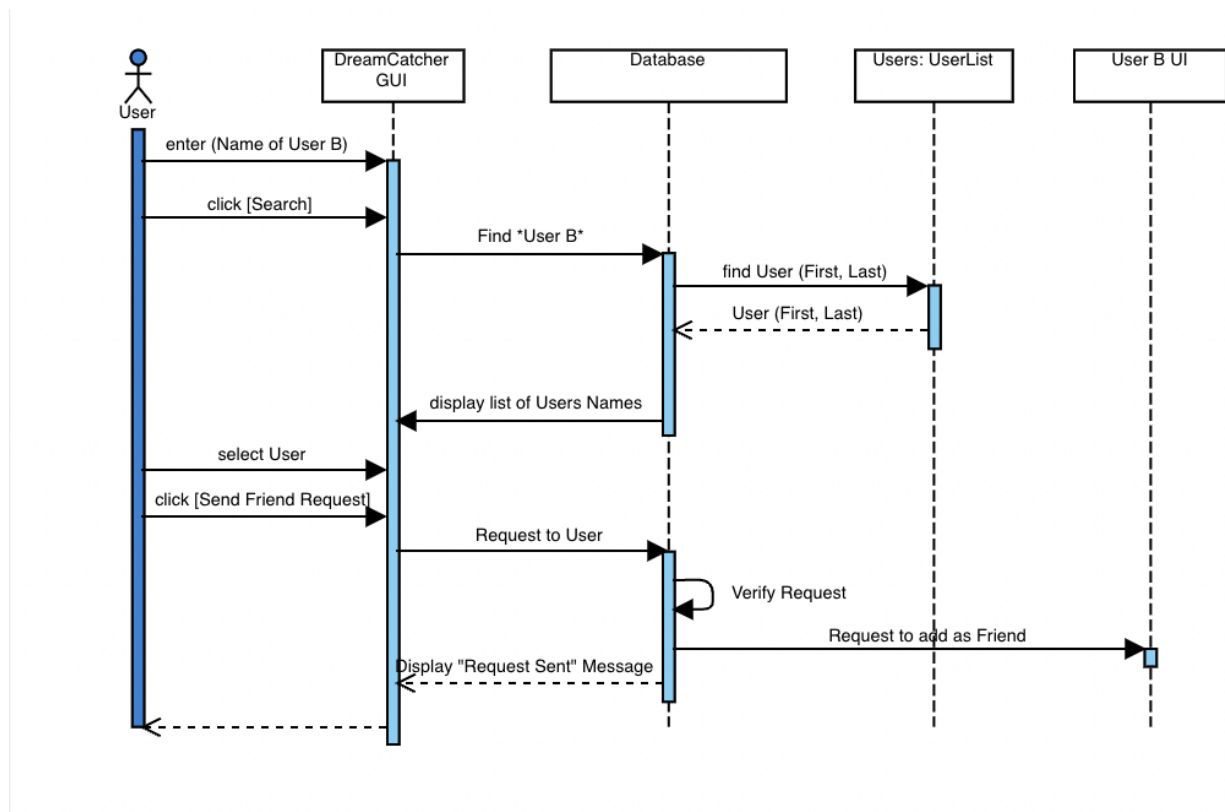 DreamCatcher
GUI
Database
Users: UserList
User B UI
User
enter (Name of User B)
click [Search]
Find *User B*
find User (First, Last)
User (First, Last)
display list of Users Names
select User
click [Send Friend Request]
Request to User
Verify Request
Request to add as Friend
Display "Request Sent" Message